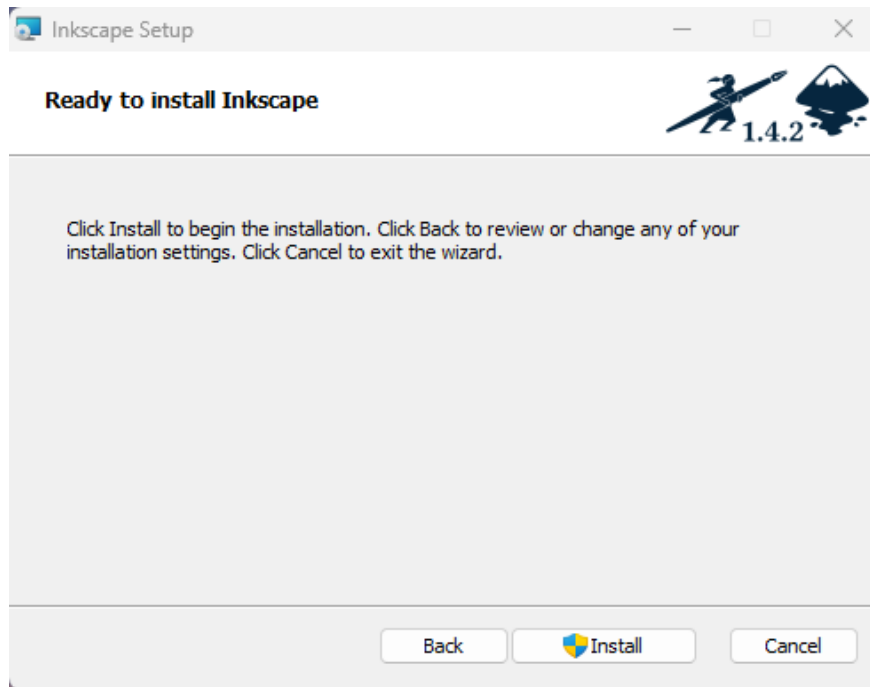 Inkscape Setup
Ready to install Inkscape
1.4.2
Click Install to begin the installation. Click Back to review or change any of your
installation settings. Click Cancel to exit the wizard.
Back
Install
Cancel